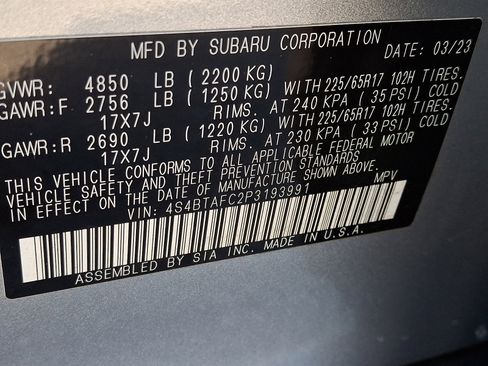 MFD BY SUBARU CORPORATION DATE: 03/23
GVWR: 4850 LB (2200 KG)
GAWR:F 2756 LB (1250 KG) WITH 225/65R17 102H TIRES.
17X7J RIMS. AT 240 KPA (35 PSI) COLD
GAWR:R 2690 LB (1220 KG) WITH 225/65R17 102H TIRES.
17X7J RIMS. AT 230 KPA (33 PSI) COLD
THIS VEHICLE CONFORMS TO ALL APPLICABLE FEDERAL MOTOR
VEHICLE SAFETY AND THEFT PREVENTION STANDARDS
IN EFFECT ON THE DATE OF MANUFACTURE SHOWN ABOVE.
VIN: 4S4BTAFC2P3193991 MPV
ASSEMBLED BY SIA INC. MADE IN U.S.A.